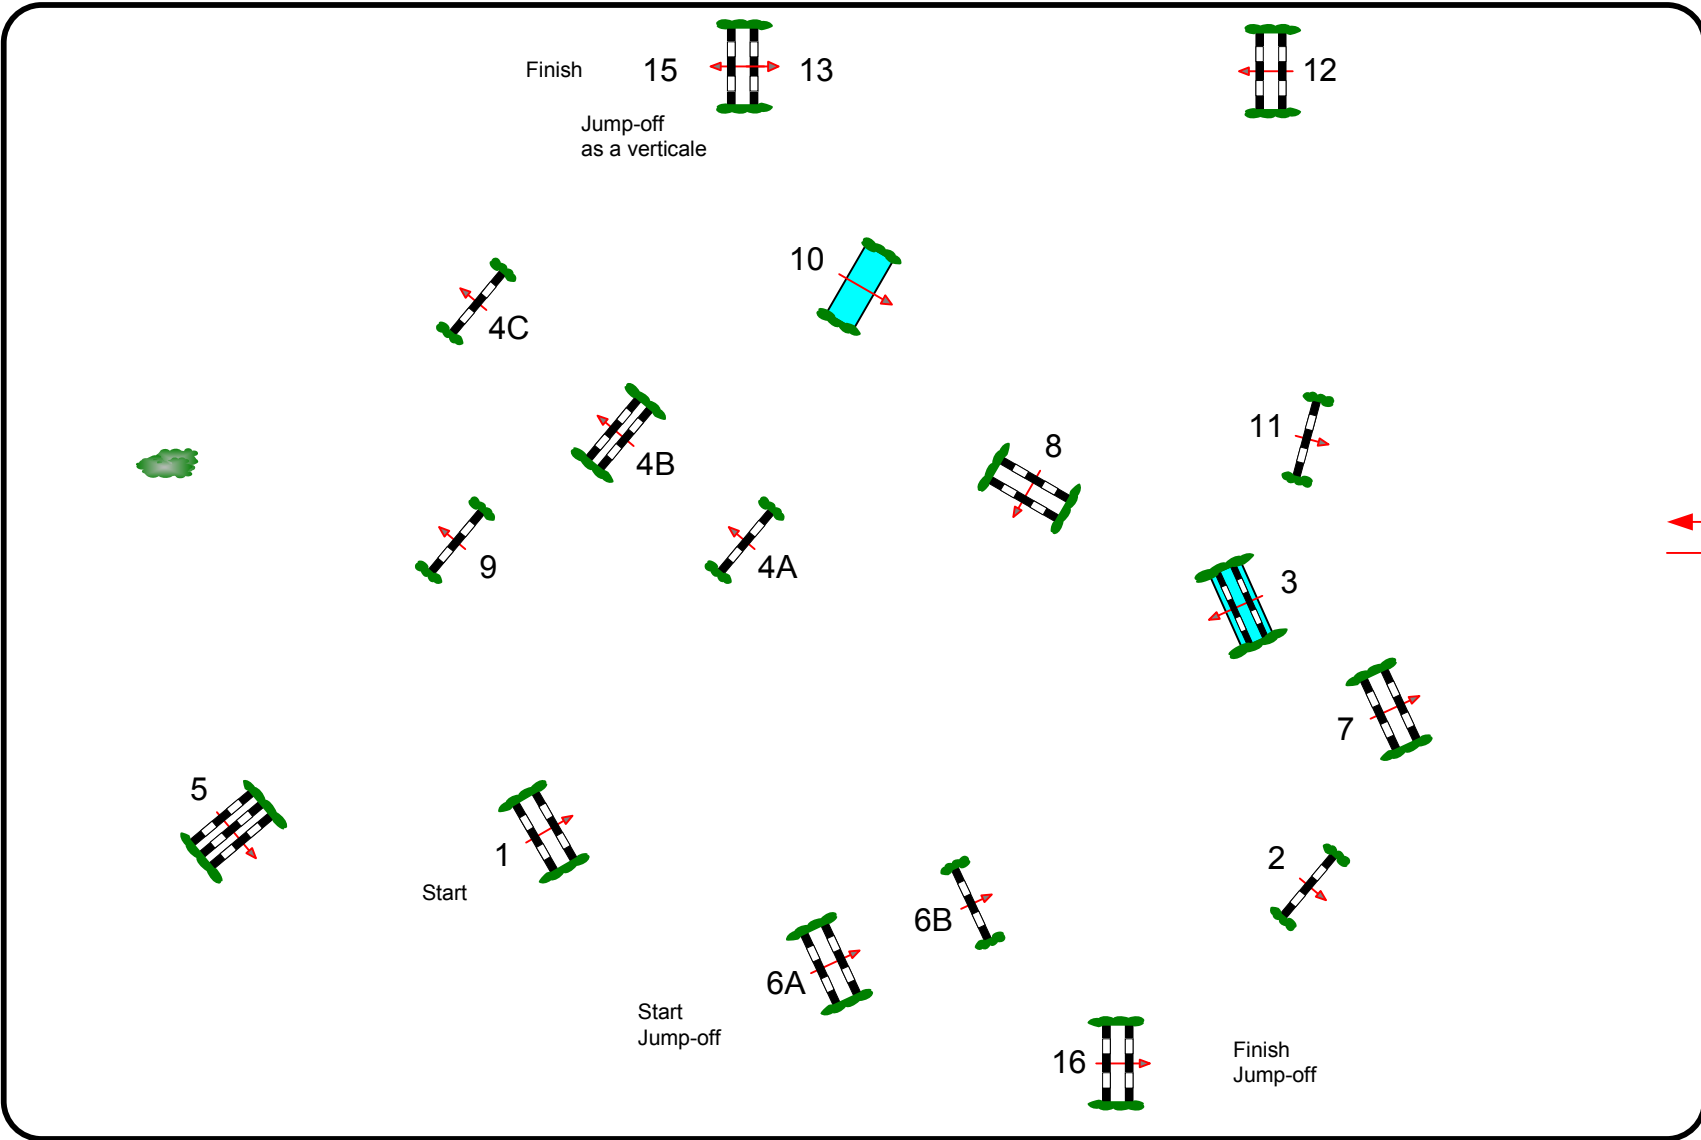 Finish 15 13 12
Jump-off
as a verticale
10
4C
11
8
4B
9
4A
3
7
5
1
2
Start
6B
6A
Start
Jump-off
16
Finish
Jump-off